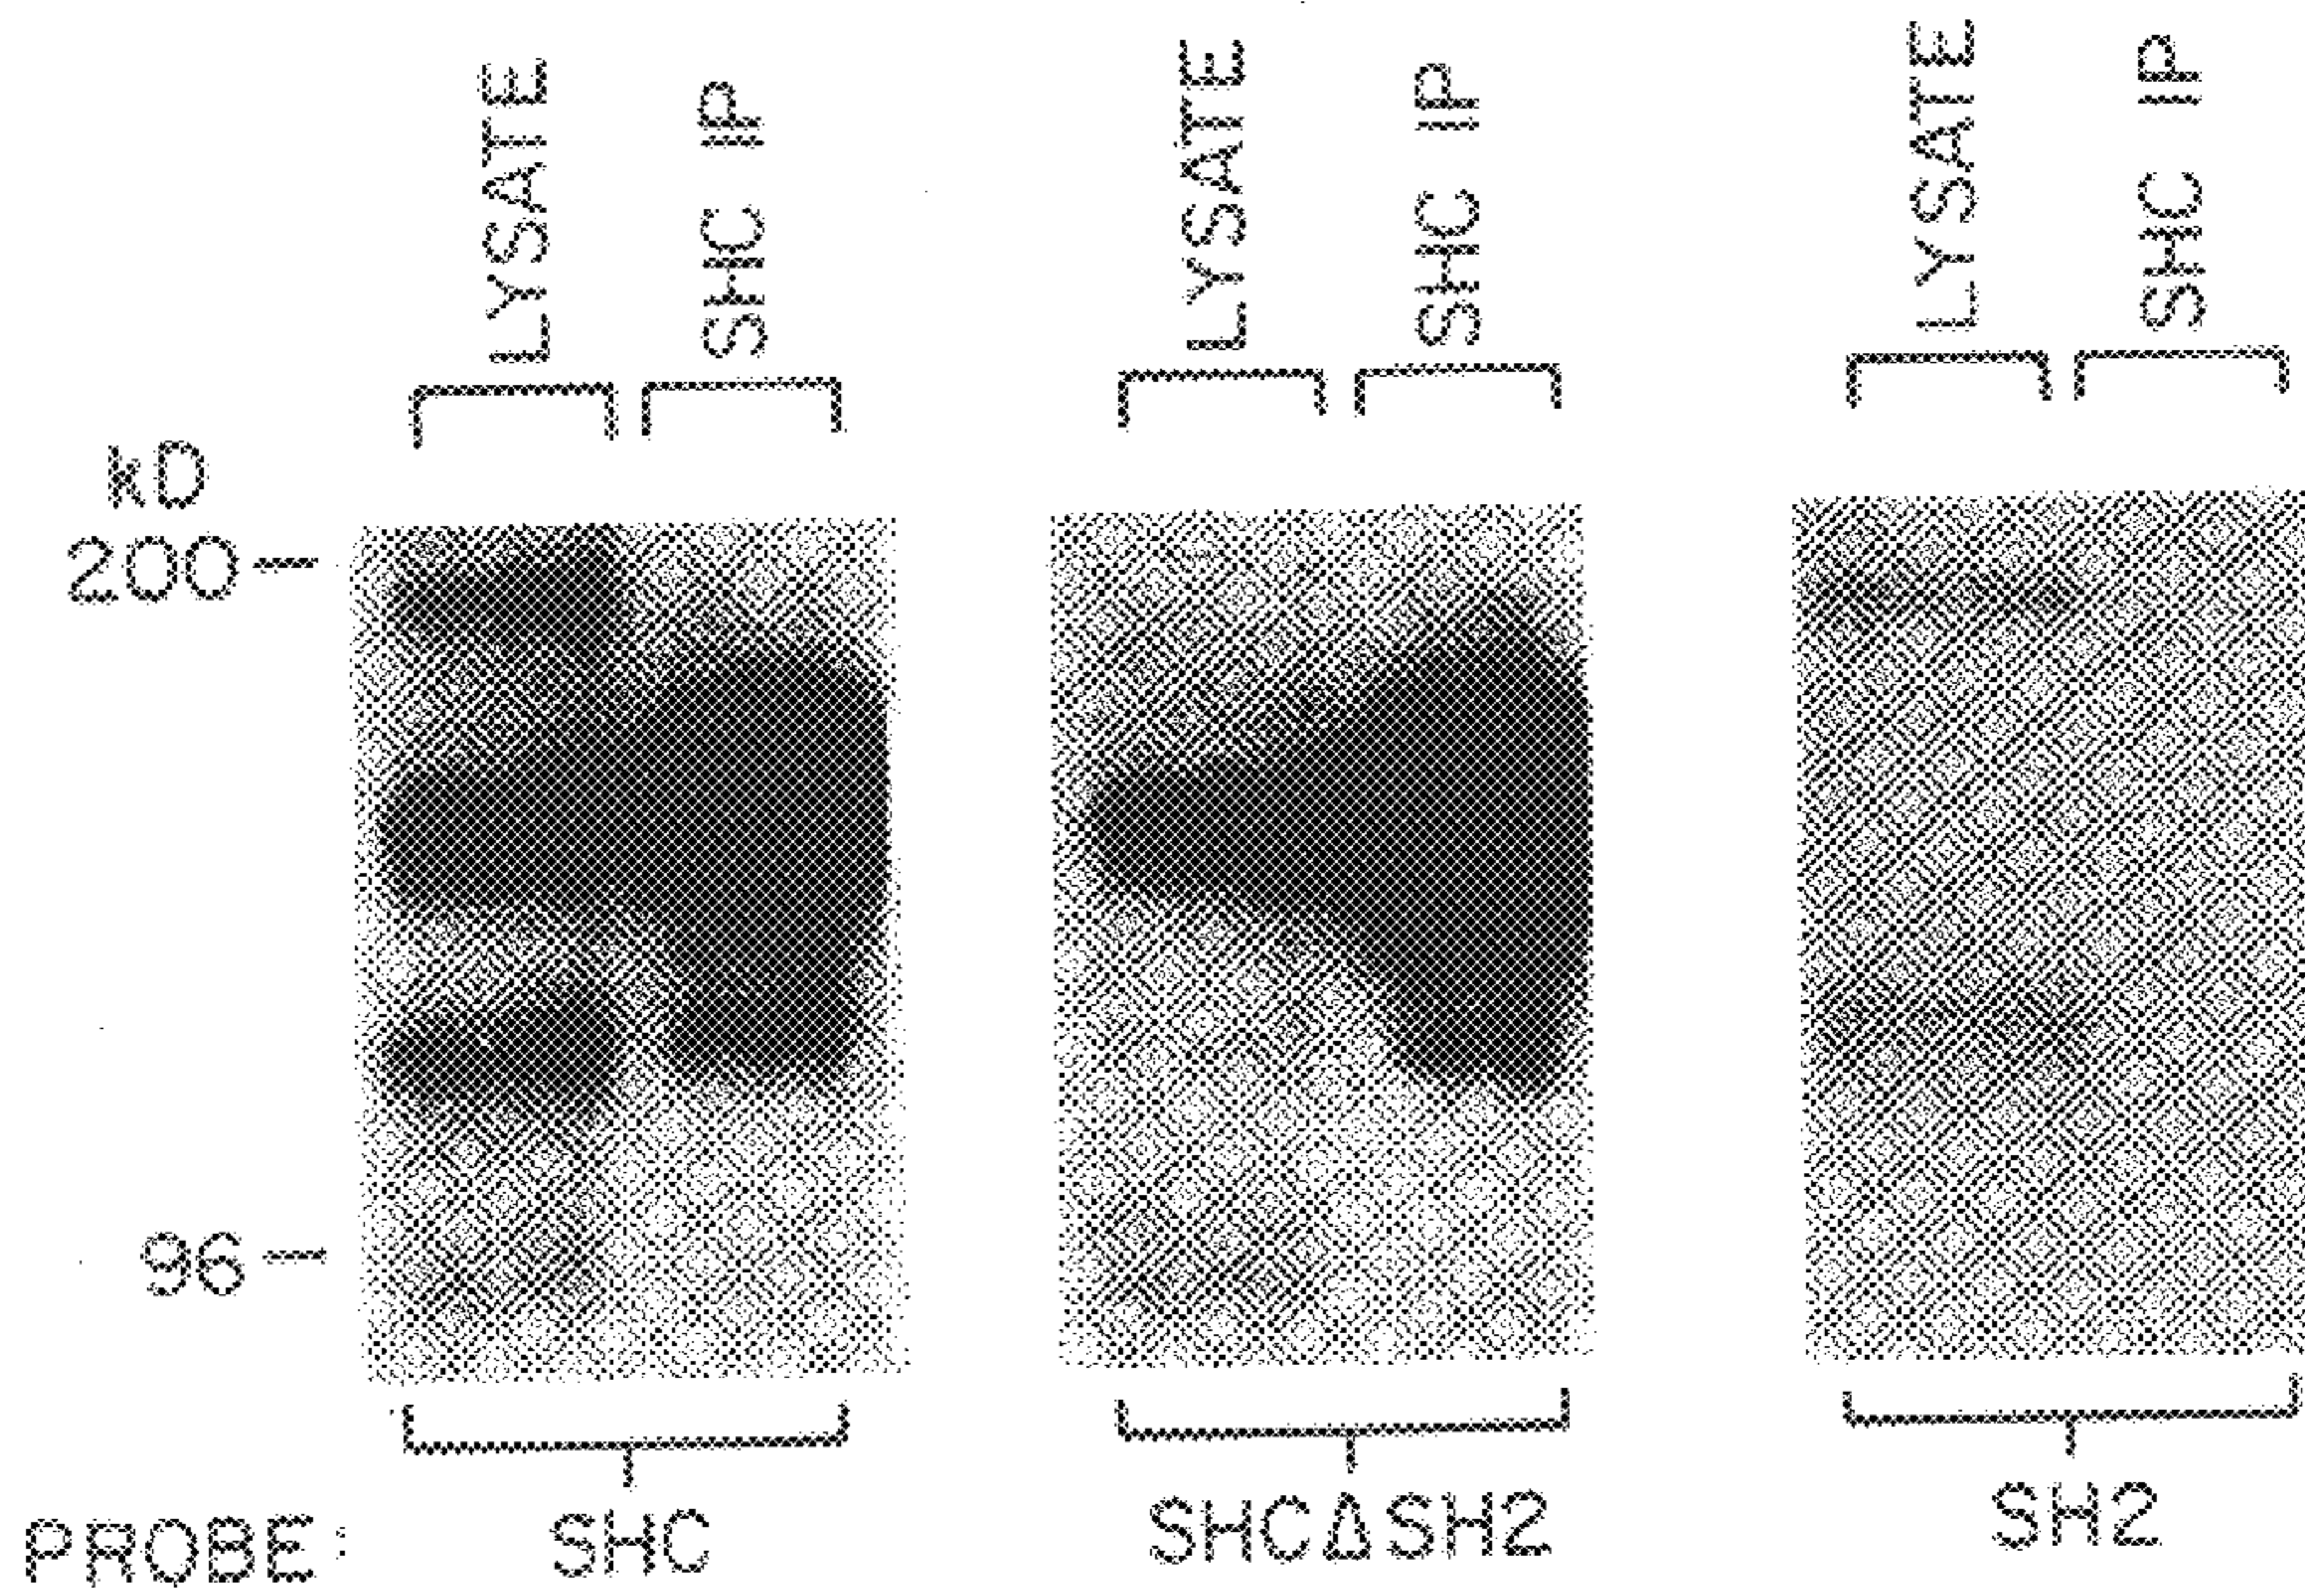 LYSATE
SHC IP
LYSATE
SHC IP
LYSATE
SHC IP
kD
200
96
PROBE:
SHC
SHCΔSH2
SH2